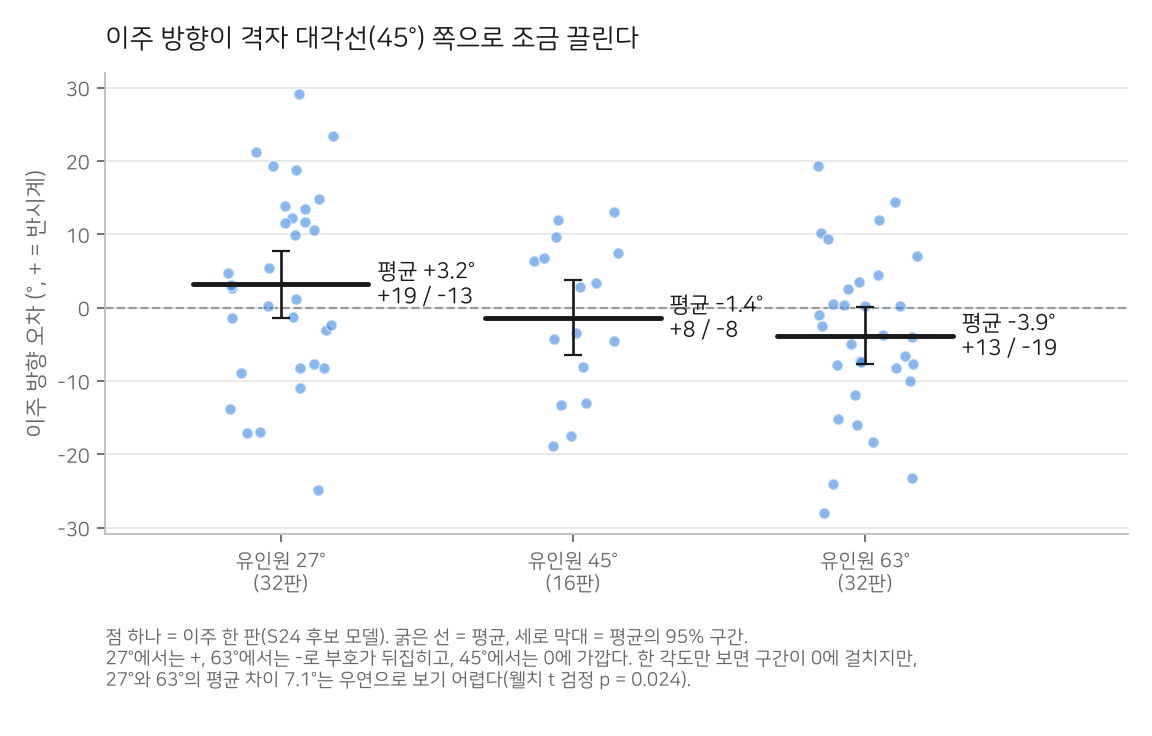 이주 방향이 격자 대각선(45°) 쪽으로 조금 끌린다
이주 방향 오차 (°, + = 반시계)
30
20
10
0
-10
-20
-30
평균 +3.2°
+19 / -13
평균 -1.4°
+8 / -8
평균 -3.9°
+13 / -19
유인원 27°
(32판)
유인원 45°
(16판)
유인원 63°
(32판)
점 하나 = 이주 한 판(S24 후보 모델). 굵은 선 = 평균, 세로 막대 = 평균의 95% 구간.
27°에서는 +, 63°에서는 -로 부호가 뒤집히고, 45°에서는 0에 가깝다. 한 각도만 보면 구간이 0에 걸치지만,
27°와 63°의 평균 차이 7.1°는 우연으로 보기 어렵다(웰치 t 검정 p = 0.024).